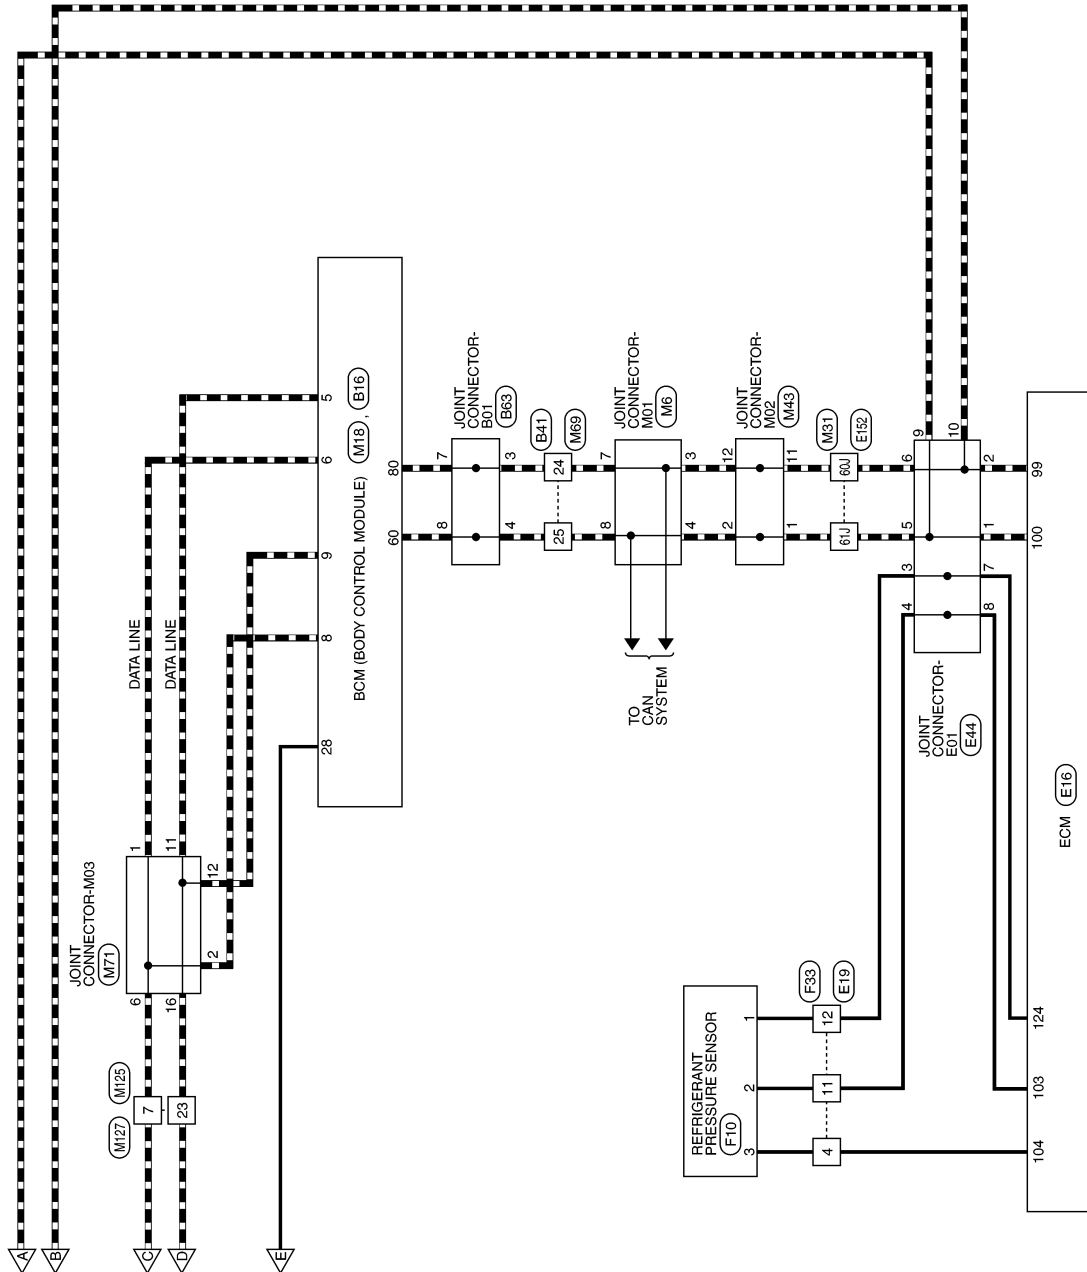 A
B
C
D
E
JOINT
CONNECTOR-M03
M71
6
16
1
11
2
12
M127
M125
7
23
DATA LINE
DATA LINE
28
8
9
6
5
BCM (BODY CONTROL MODULE)
M18 , B16
60
80
JOINT
CONNECTOR-
B01
B63
8
7
4
3
B41
M69
25
24
JOINT
CONNECTOR-
M01
M6
8
7
4
3
TO
CAN
SYSTEM
JOINT
CONNECTOR-
M02
M43
2
12
1
11
M31
E152
61J
60J
JOINT
CONNECTOR-
E01
E44
4
3
5
6
9
10
8
7
1
2
REFRIGERANT
PRESSURE SENSOR
F10
3
2
1
F33
E19
4
11
12
104
103
124
100
99
ECM
E16